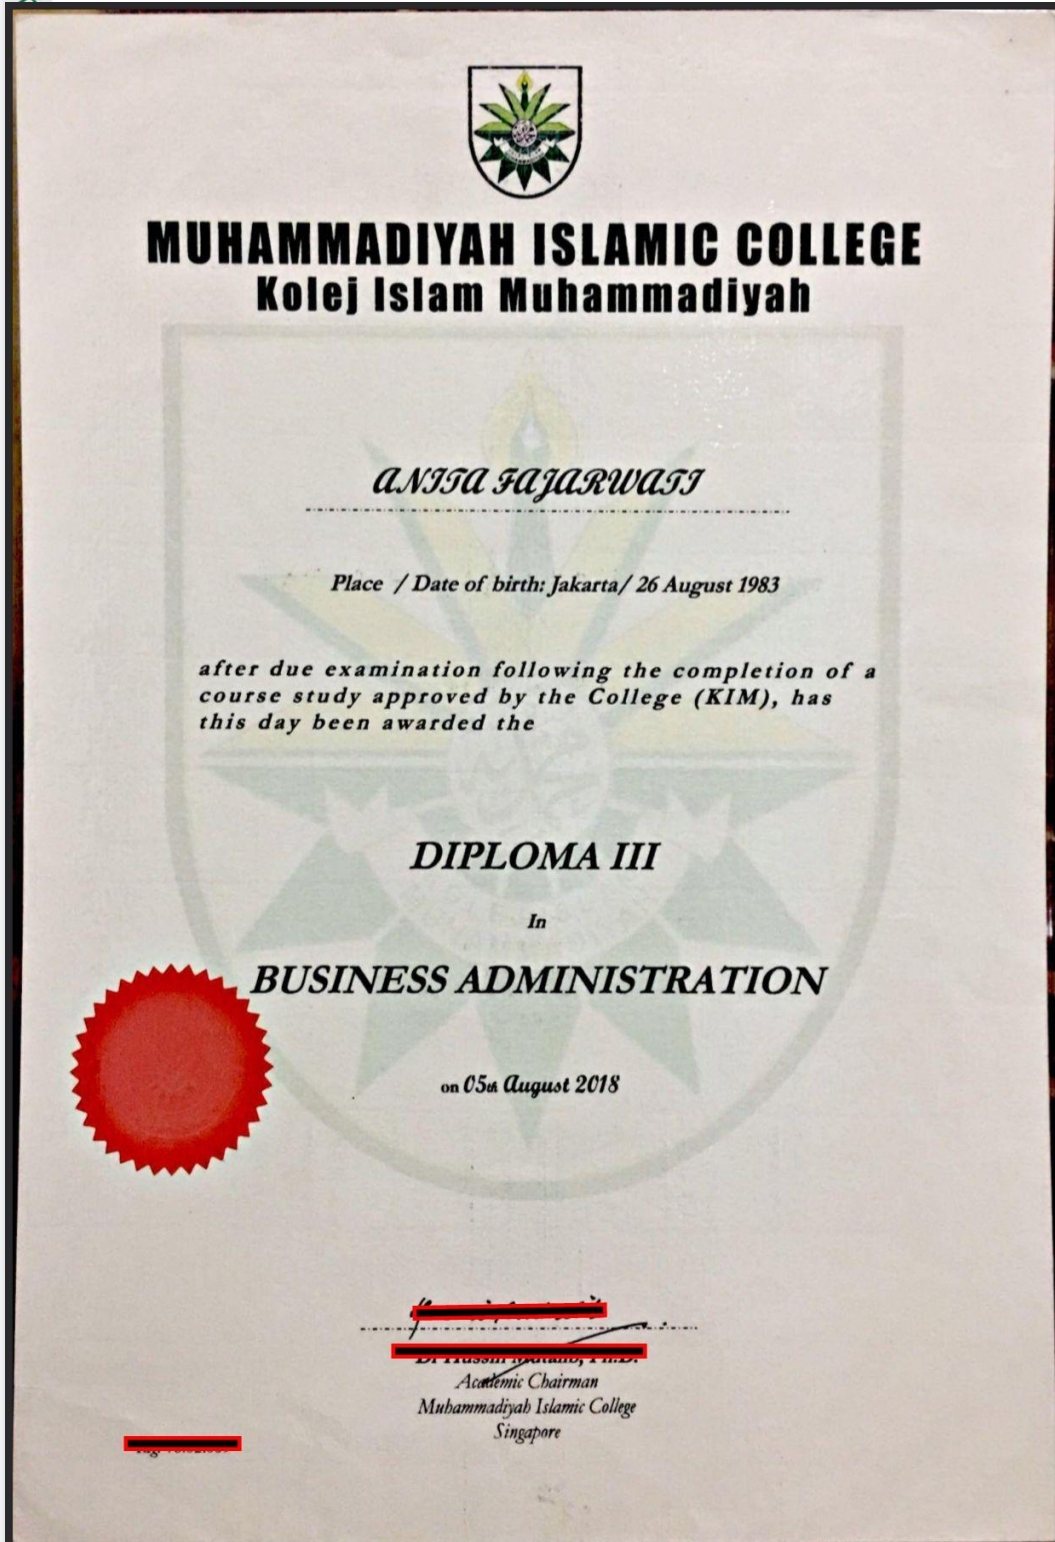 MUHAMMADIYAH ISLAMIC COLLEGE
Kolej Islam Muhammadiyah
ANITA FAJARWATI
Place / Date of birth: Jakarta/ 26 August 1983
after due examination following the completion of a
course study approved by the College (KIM), has
this day been awarded the
DIPLOMA III
In
BUSINESS ADMINISTRATION
on 05th August 2018
Academic Chairman
Muhammadiyah Islamic College
Singapore